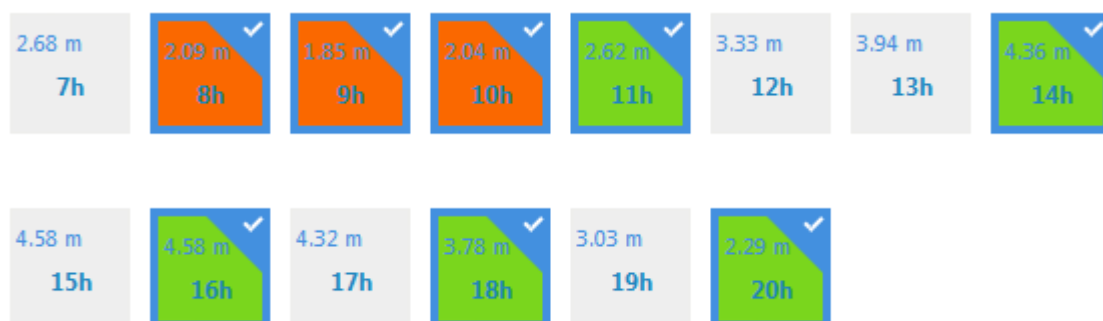 2.68 m 2.09 m 1.85 m 2.04 m 2.62 m 3.33 m 3.94 m 4.36 m
7h 8h 9h 10h 11h 12h 13h 14h
4.58 m 4.58 m 4.32 m 3.78 m 3.03 m 2.29 m
15h 16h 17h 18h 19h 20h